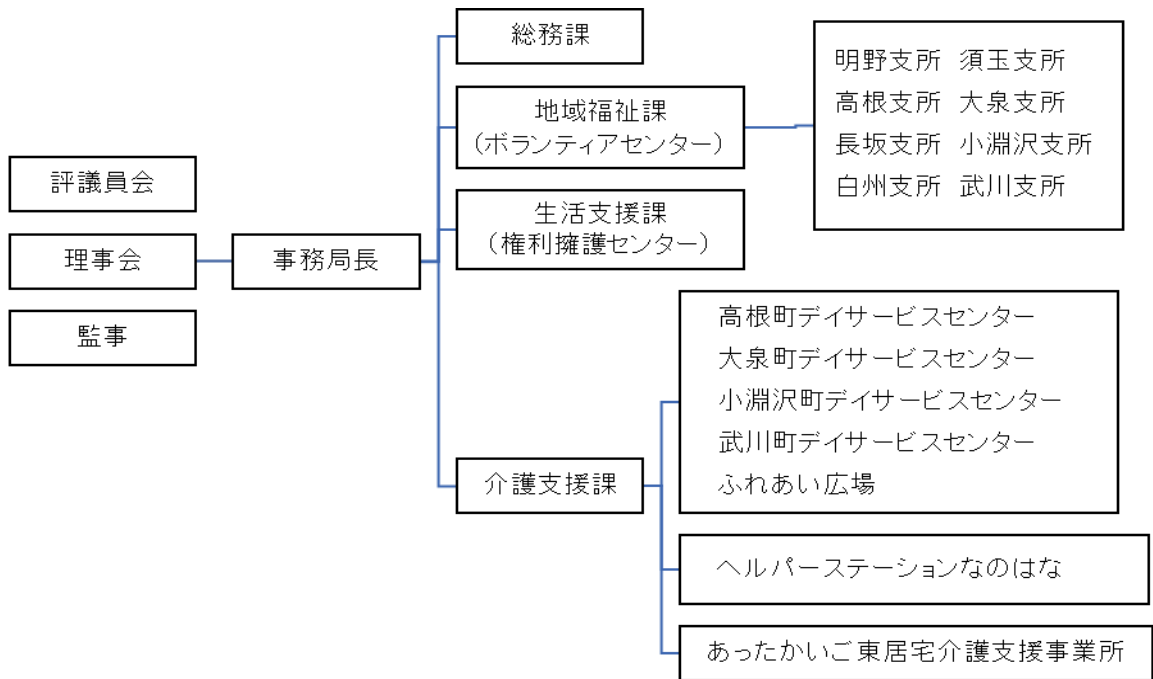 評議員会
理事会
監事
事務局長
総務課
地域福祉課
（ボランティアセンター）
生活支援課
（権利擁護センター）
介護支援課
明野支所 須玉支所
高根支所 大泉支所
長坂支所 小淵沢支所
白州支所 武川支所
高根町デイサービスセンター
大泉町デイサービスセンター
小淵沢町デイサービスセンター
武川町デイサービスセンター
ふれあい広場
ヘルパーステーションなのはな
あったかいご東居宅介護支援事業所